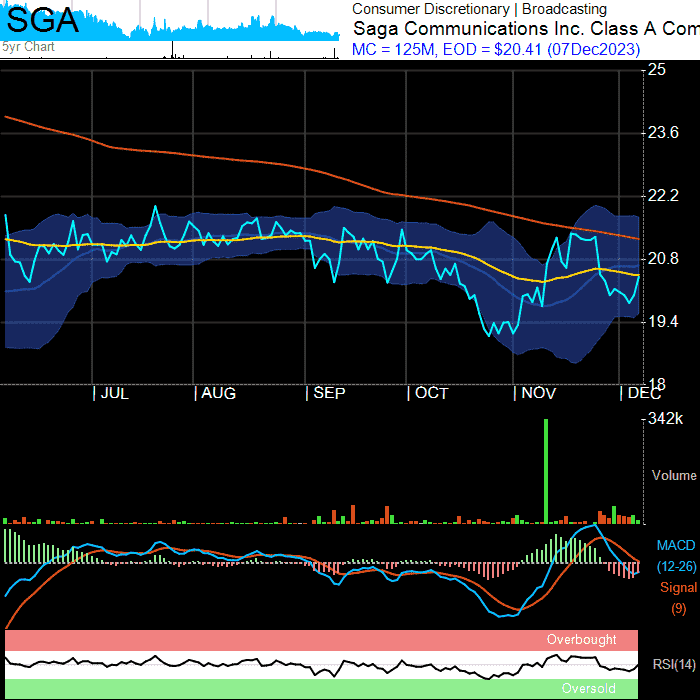 SGA
5yr Chart
Consumer Discretionary | Broadcasting
Saga Communications Inc. Class A Com
MC = 125M, EOD = $20.41 (07Dec2023)
25
23.6
22.2
20.8
19.4
18
JUL AUG SEP OCT NOV DEC
342k
Volume
MACD
(12-26)
Signal
(9)
Overbought
RSI(14)
Oversold